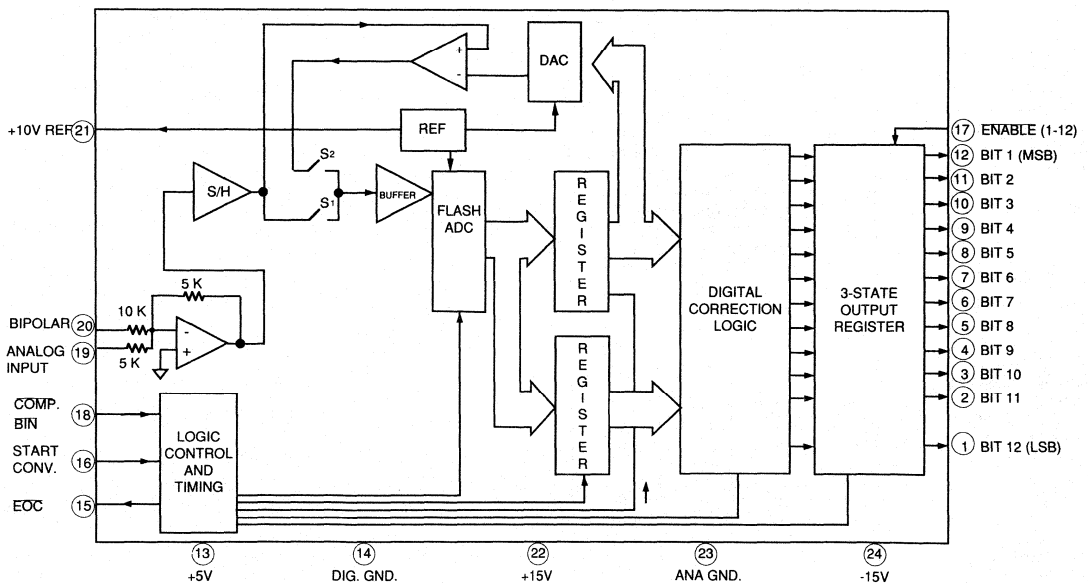 +
-
DAC
+10V REF 21
REF
17 ENABLE (1-12)
12 BIT 1 (MSB)
11 BIT 2
10 BIT 3
9 BIT 4
8 BIT 5
7 BIT 6
6 BIT 7
5 BIT 8
4 BIT 9
3 BIT 10
2 BIT 11
1 BIT 12 (LSB)
S/H
S2
S1
BUFFER
FLASH
ADC
REGISTER
REGISTER
DIGITAL
CORRECTION
LOGIC
3-STATE
OUTPUT
REGISTER
5 K
10 K
BIPOLAR 20
-
+
ANALOG
INPUT
19
5 K
COMP.
BIN
18
START
CONV.
16
EOC 15
LOGIC
CONTROL
AND
TIMING
13
+5V
14
DIG. GND.
22
+15V
23
ANA GND.
24
-15V